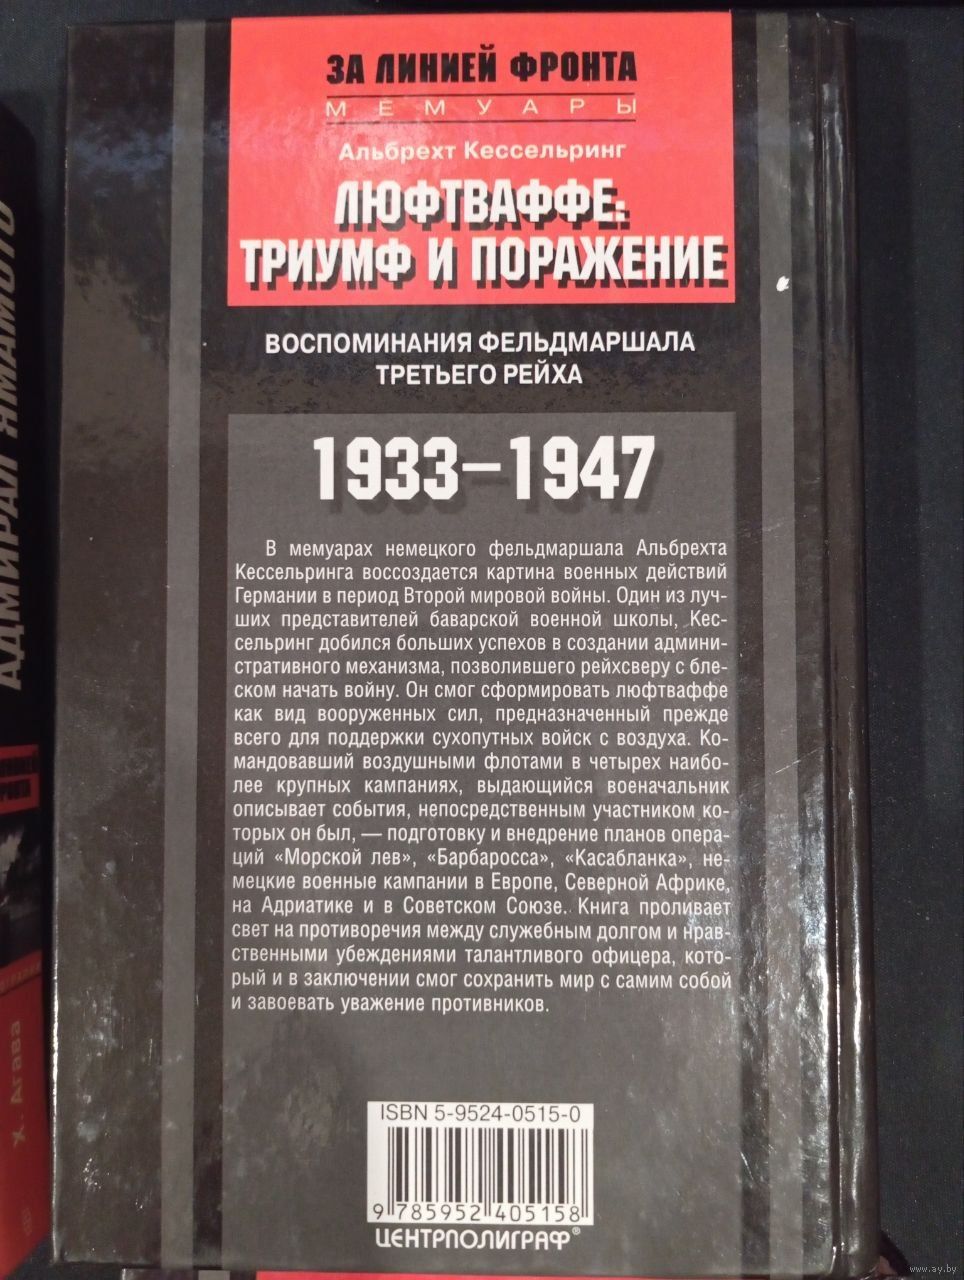 ЗА ЛИНИЕЙ ФРОНТА
МЕМУАРЫ
Альбрехт Кессельринг
ЛЮФТВАФФЕ:
ТРИУМФ И ПОРАЖЕНИЕ
ВОСПОМИНАНИЯ ФЕЛЬДМАРШАЛА
ТРЕТЬЕГО РЕЙХА
1933–1947
В мемуарах немецкого фельдмаршала Альбрехта
Кессельринга воссоздается картина военных действий
Германии в период Второй мировой войны. Один из луч-
ших представителей баварской военной школы, Кес-
сельринг добился больших успехов в создании админи-
стративного механизма, позволившего рейхсверу с бле-
ском начать войну. Он смог сформировать люфтваффе
как вид вооруженных сил, предназначенный прежде
всего для поддержки сухопутных войск с воздуха. Ко-
мандовавший воздушными флотами в четырех наибо-
лее крупных кампаниях, выдающийся военачальник
описывает события, непосредственным участником ко-
торых он был, — подготовку и внедрение планов опера-
ций «Морской лев», «Барбаросса», «Касабланка», не-
мецкие военные кампании в Европе, Северной Африке,
на Адриатике и в Советском Союзе. Книга проливает
свет на противоречия между служебным долгом и нрав-
ственными убеждениями талантливого офицера, кото-
рый и в заключении смог сохранить мир с самим собой
и завоевать уважение противников.
ISBN 5-9524-0515-0
9 785952 405158
ЦЕНТРПОЛИГРАФ®
АДМИРАЛ ЯМАМОТО
Х. Агава
www.ay.by